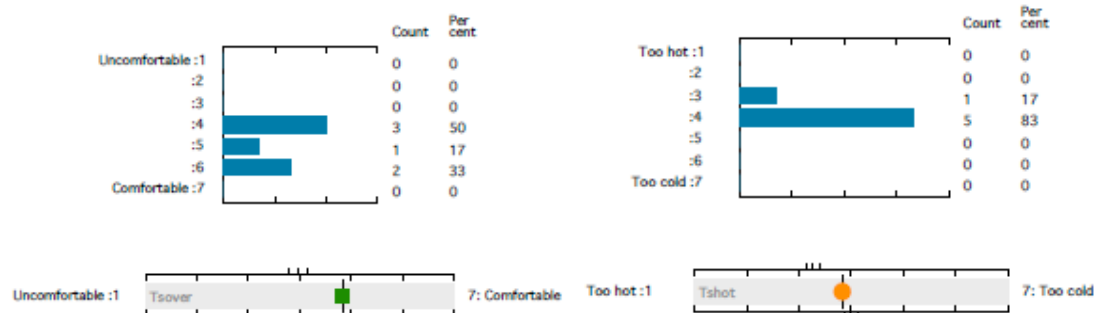 Count Per cent
Uncomfortable :1 0 0
:2 0 0
:3 0 0
:4 3 50
:5 1 17
:6 2 33
Comfortable :7 0 0
Count Per cent
Too hot :1 0 0
:2 0 0
:3 1 17
:4 5 83
:5 0 0
:6 0 0
Too cold :7 0 0
Uncomfortable :1 Tsover 7: Comfortable
Too hot :1 Tshot 7: Too cold